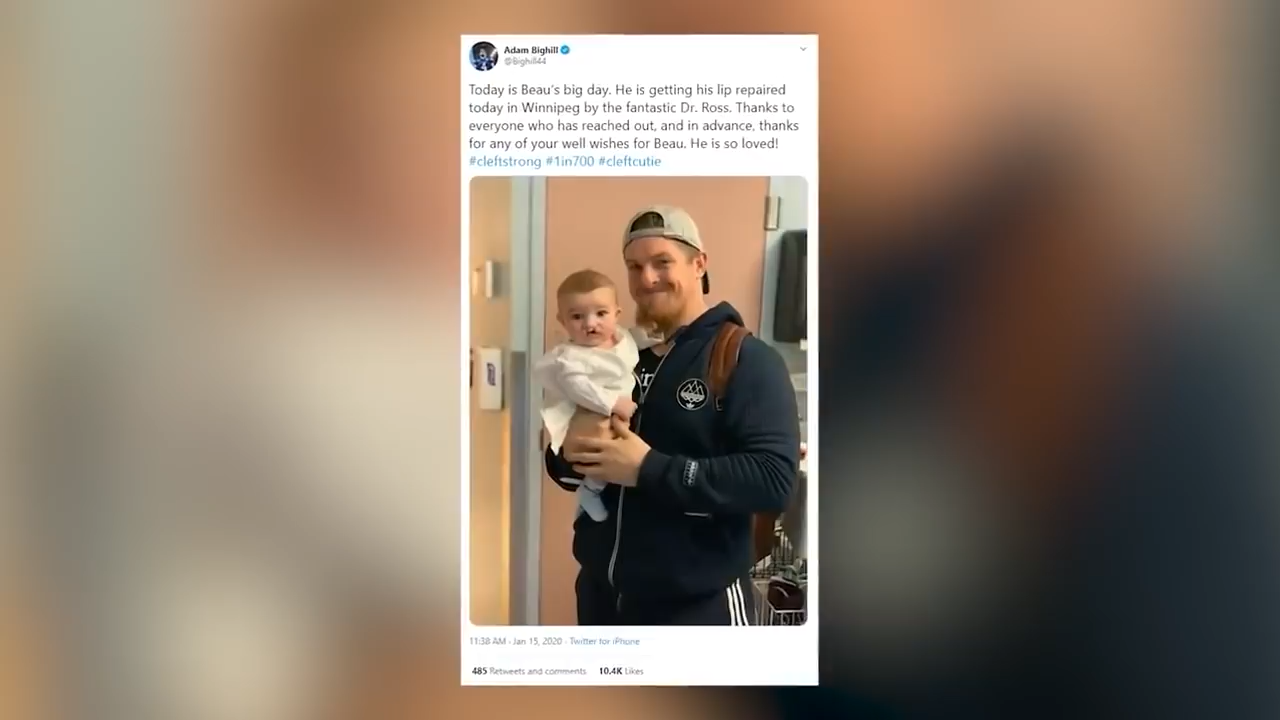 Adam Bighill
@Bighill44
Today is Beau's big day. He is getting his lip repaired
today in Winnipeg by the fantastic Dr. Ross. Thanks to
everyone who has reached out, and in advance, thanks
for any of your well wishes for Beau. He is so loved!
#cleftstrong #1in700 #cleftcutie
11:38 AM · Jan 15, 2020 · Twitter for iPhone
485 Retweets and comments 10.4K Likes